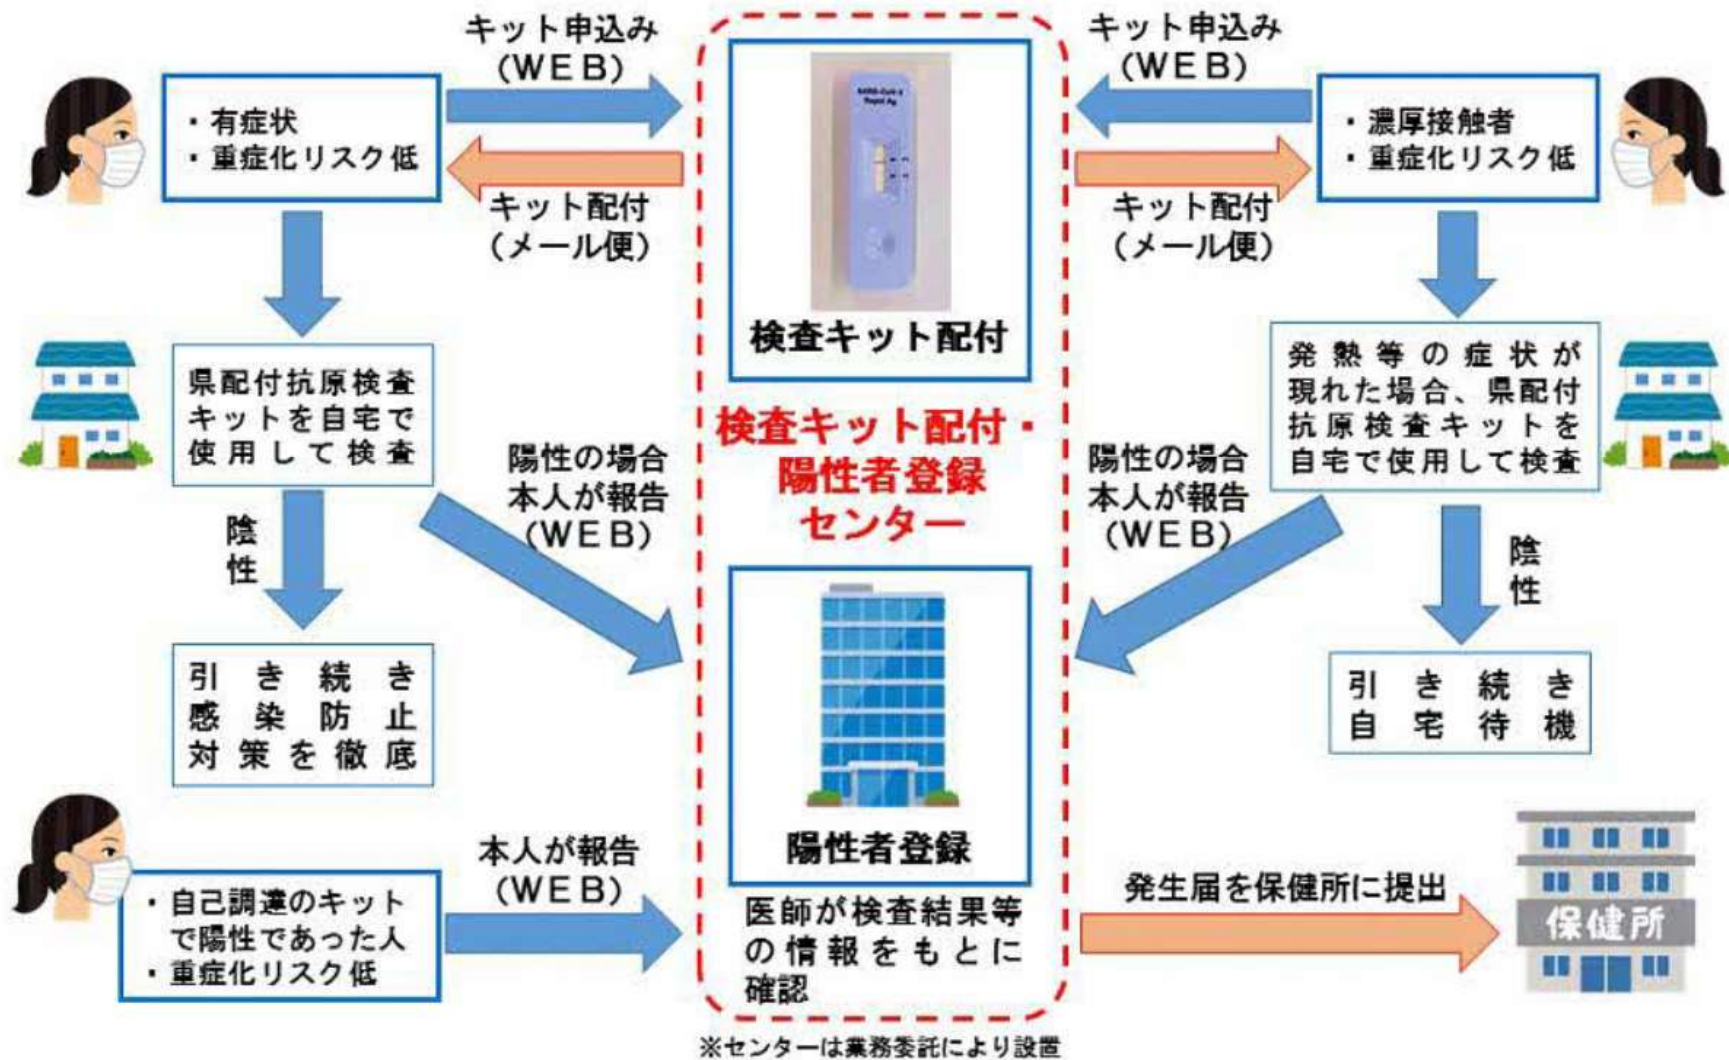 キット申込み
(WEB)
・有症状
・重症化リスク低
キット配付
(メール便)
県配付抗原検査
キットを自宅で
使用して検査
陰性
引き続き
感染防止
対策を徹底
陽性の場合
本人が報告
(WEB)
・自己調達のキット
で陽性であった人
・重症化リスク低
本人が報告
(WEB)
SARS-CoV-2
Rapid Ag
検査キット配付
検査キット配付・
陽性者登録
センター
陽性者登録
医師が検査結果等
の情報をもとに
確認
※センターは業務委託により設置
キット申込み
(WEB)
・濃厚接触者
・重症化リスク低
キット配付
(メール便)
発熱等の症状が
現れた場合、県配付
抗原検査キットを
自宅で使用して検査
陽性の場合
本人が報告
(WEB)
陰性
引き続き
自宅待機
発生届を保健所に提出
保健所